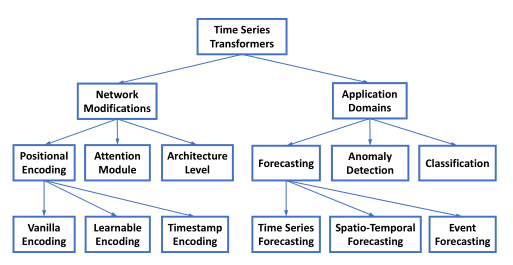 Time Series
Transformers
Network
Modifications
Application
Domains
Positional
Encoding
Attention
Module
Architecture
Level
Forecasting
Anomaly
Detection
Classification
Vanilla
Encoding
Learnable
Encoding
Timestamp
Encoding
Time Series
Forecasting
Spatio-Temporal
Forecasting
Event
Forecasting